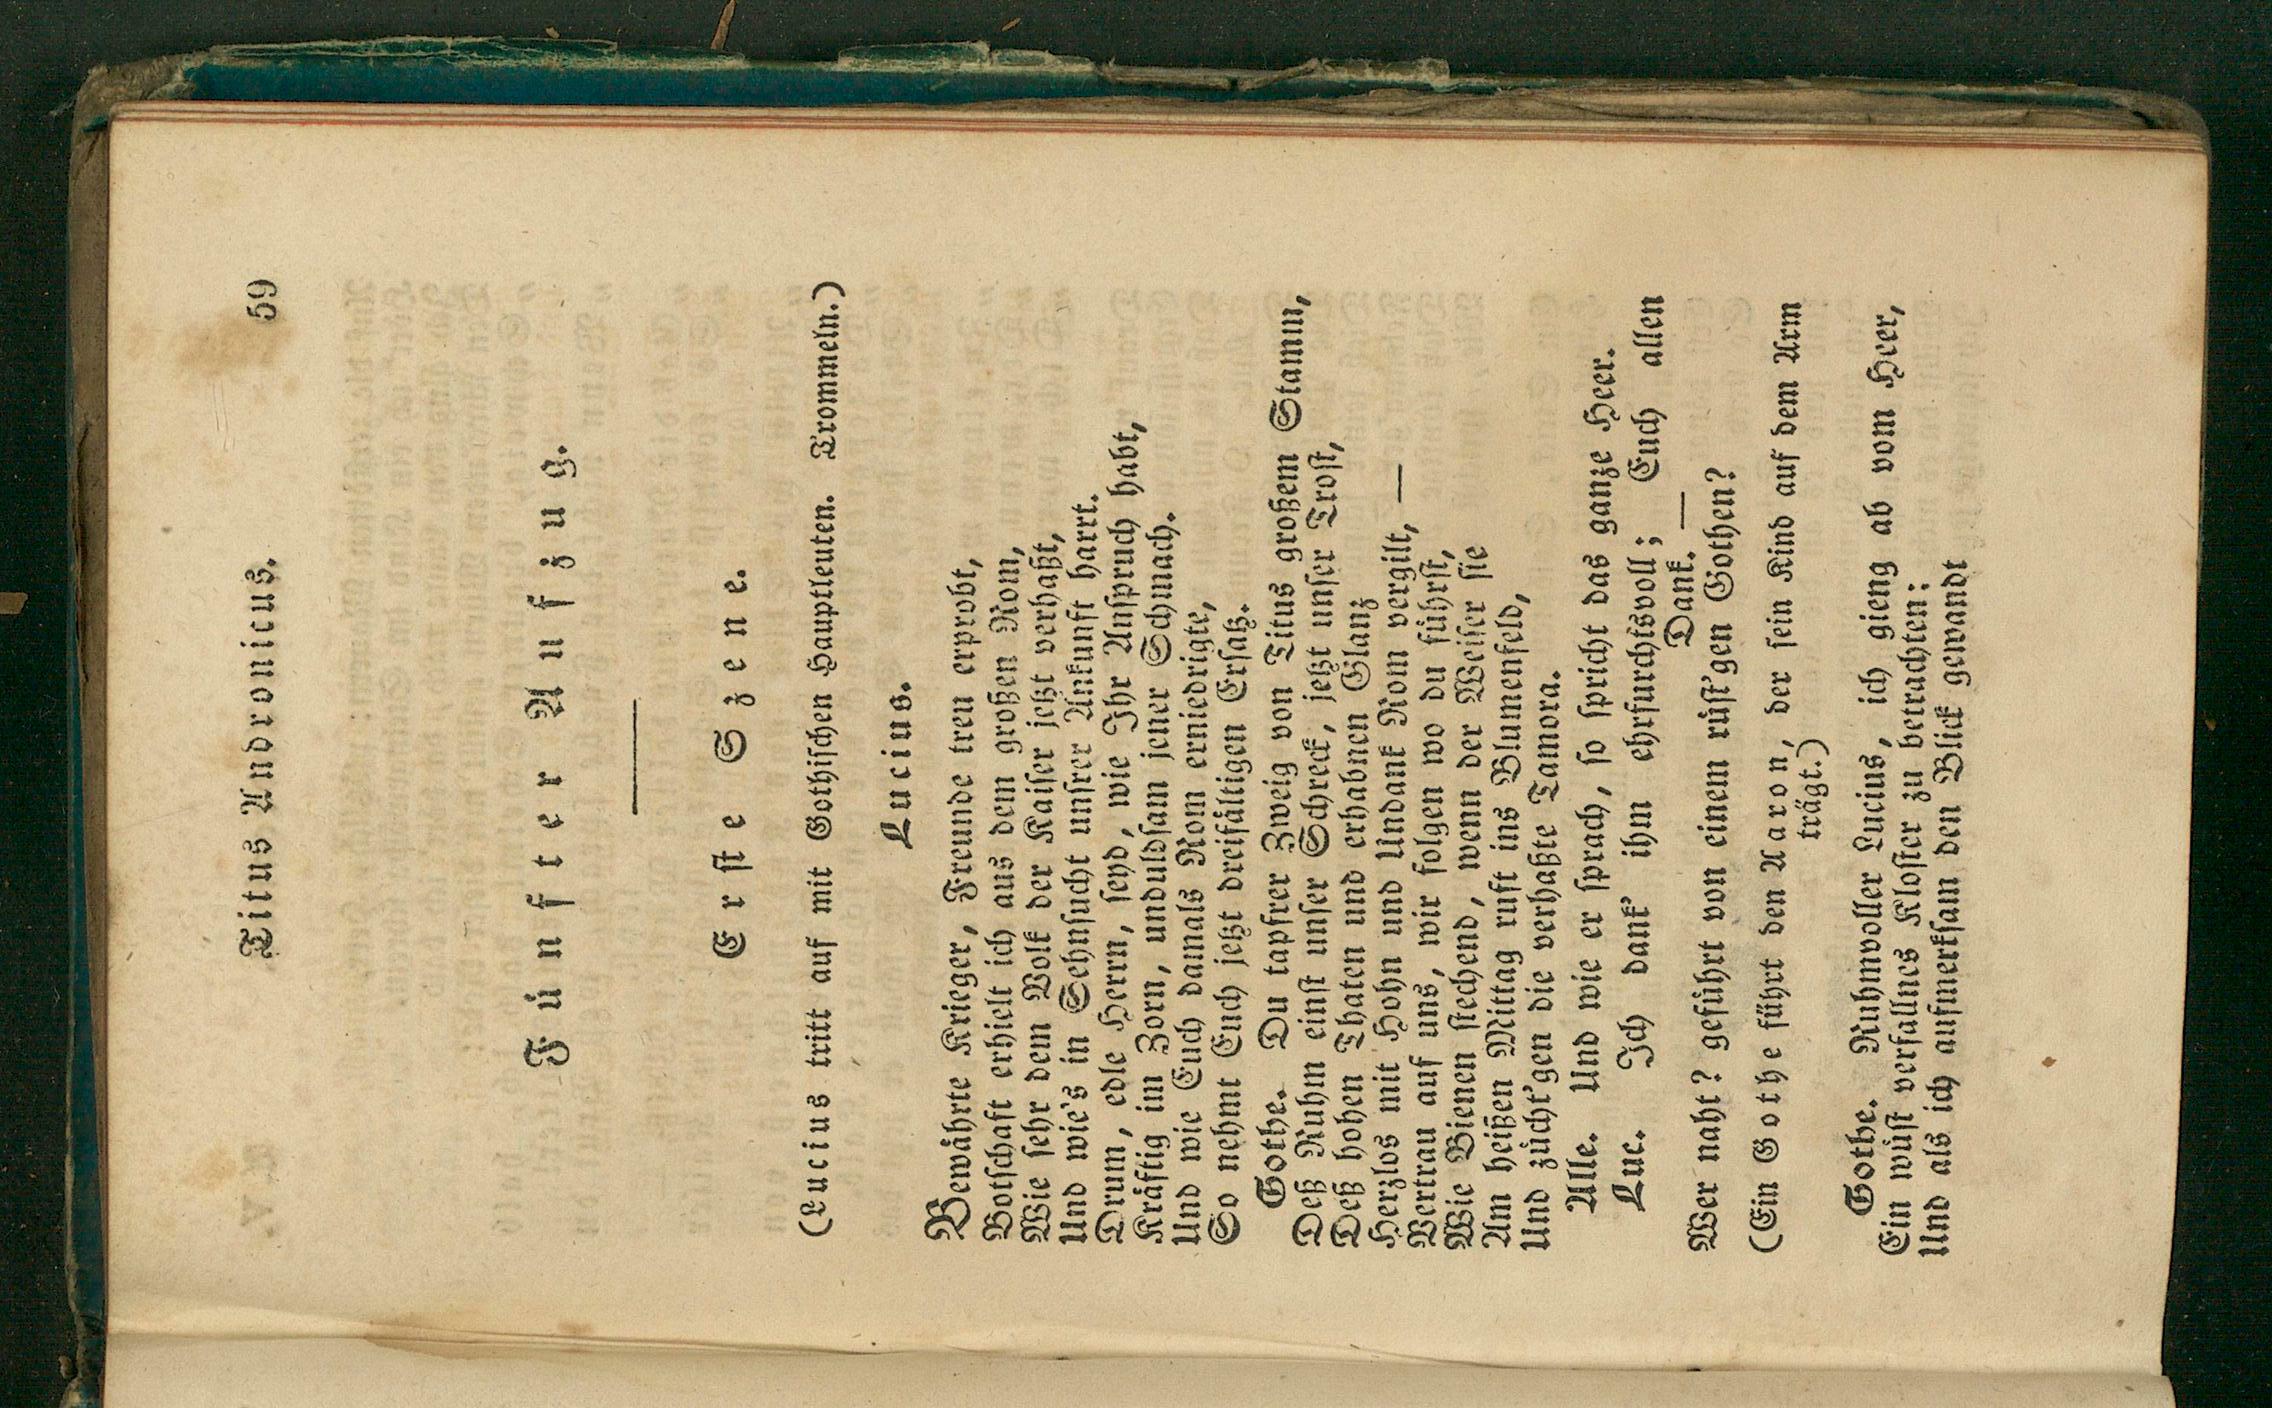 Titus Andronicus. 59
Fünfter Aufzug.
Erste Szene.
(Lucius tritt auf mit Gothischen Hauptleuten. Trommeln.)
Lucius.
Bewährte Krieger, Freunde treu erprobt,
Botschaft erhielt ich aus dem großen Rom,
Wie sehr dem Volk der Kaiser jetzt verhaßt,
Und wie's in Sehnsucht unsrer Ankunft harrt.
Drum, edle Herrn, seyd, wie Ihr Anspruch habt,
Kräftig im Zorn, unduldsam jener Schmach.
Und wie Euch damals Rom erniedrigte,
So nehmt Euch jetzt dreifältigen Ersatz.
Gothe. Du tapfrer Zweig von Titus großem Stamm,
Deß Ruhm einst unser Schreck, jetzt unser Trost,
Deß hohen Thaten und erhabnen Glanz
Herzlos mit Hohn und Undank Rom vergilt, —
Vertrau auf uns, wir folgen wo du führst,
Wie Bienen stechend, wenn der Weiser sie
Am heißen Mittag ruft ins Blumenfeld,
Und zücht'gen die verhaßte Tamora.
Alle. Und wie er sprach, so spricht das ganze Heer.
Luc. Ich dank' ihm ehrfurchtsvoll; Euch allen
Dank. —
Wer naht? geführt von einem rüst'gen Gothen?
(Ein Gothe führt den Aaron, der sein Kind auf dem Arm
trägt.)
Gothe. Ruhmvoller Lucius, ich gieng ab vom Heer,
Ein wüst verfallnes Kloster zu betrachten:
Und als ich aufmerksam den Blick gewandt